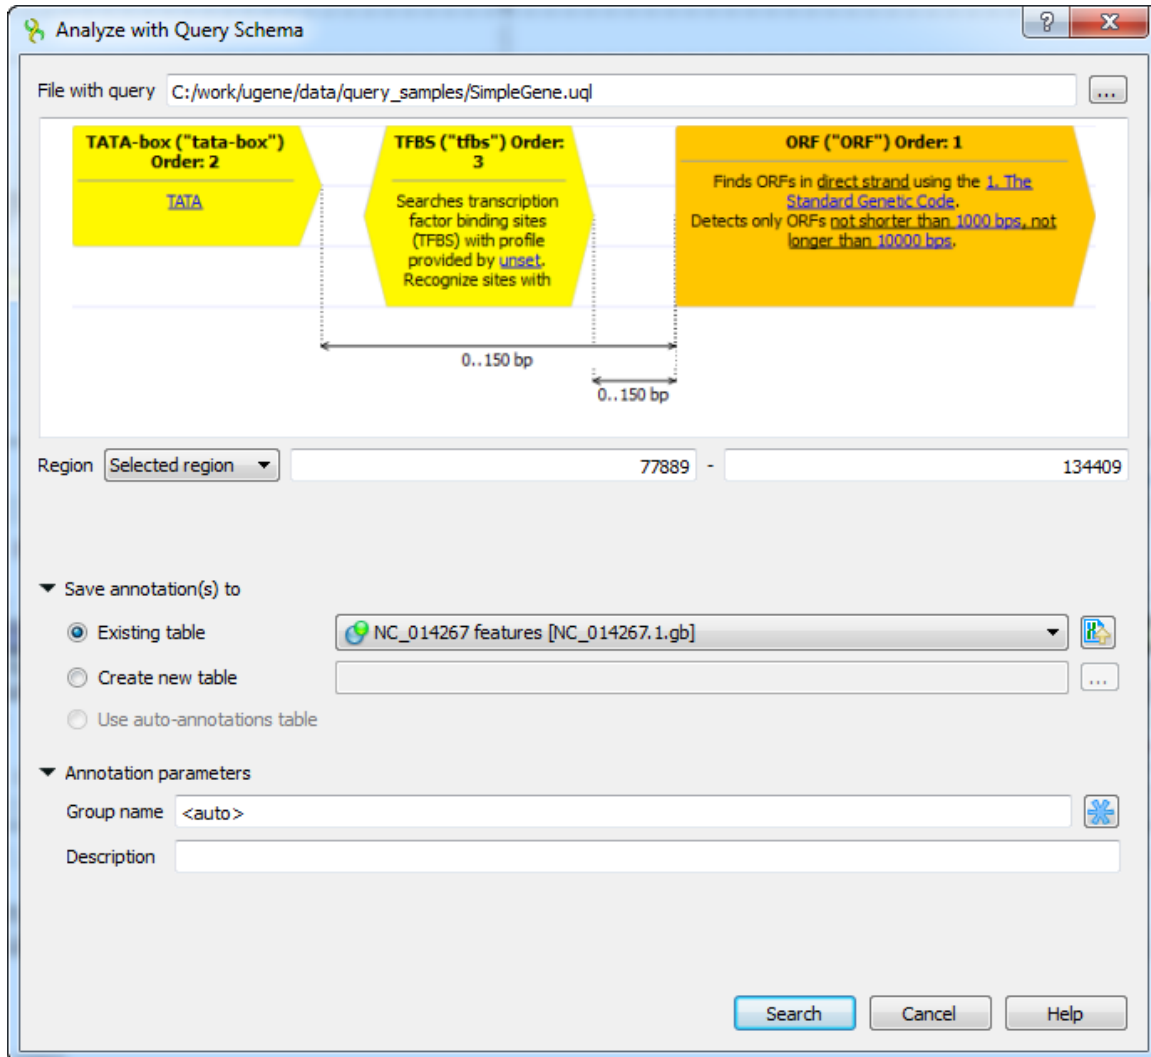 Analyze with Query Schema
File with query C:/work/ugene/data/query_samples/SimpleGene.uql ...
TATA-box ("tata-box")
Order: 2
TATA
TFBS ("tfbs") Order:
3
Searches transcription
factor binding sites
(TFBS) with profile
provided by unset.
Recognize sites with
ORF ("ORF") Order: 1
Finds ORFs in direct strand using the 1. The
Standard Genetic Code.
Detects only ORFs not shorter than 1000 bps, not
longer than 10000 bps.
0..150 bp
0..150 bp
Region Selected region 77889 - 134409
Save annotation(s) to
Existing table NC_014267 features [NC_014267.1.gb]
Create new table ...
Use auto-annotations table
Annotation parameters
Group name <auto>
Description
Search Cancel Help